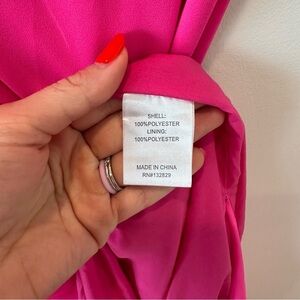 SHELL:
100%POLYESTER
LINING:
100%POLYESTER
MADE IN CHINA
RN#132829